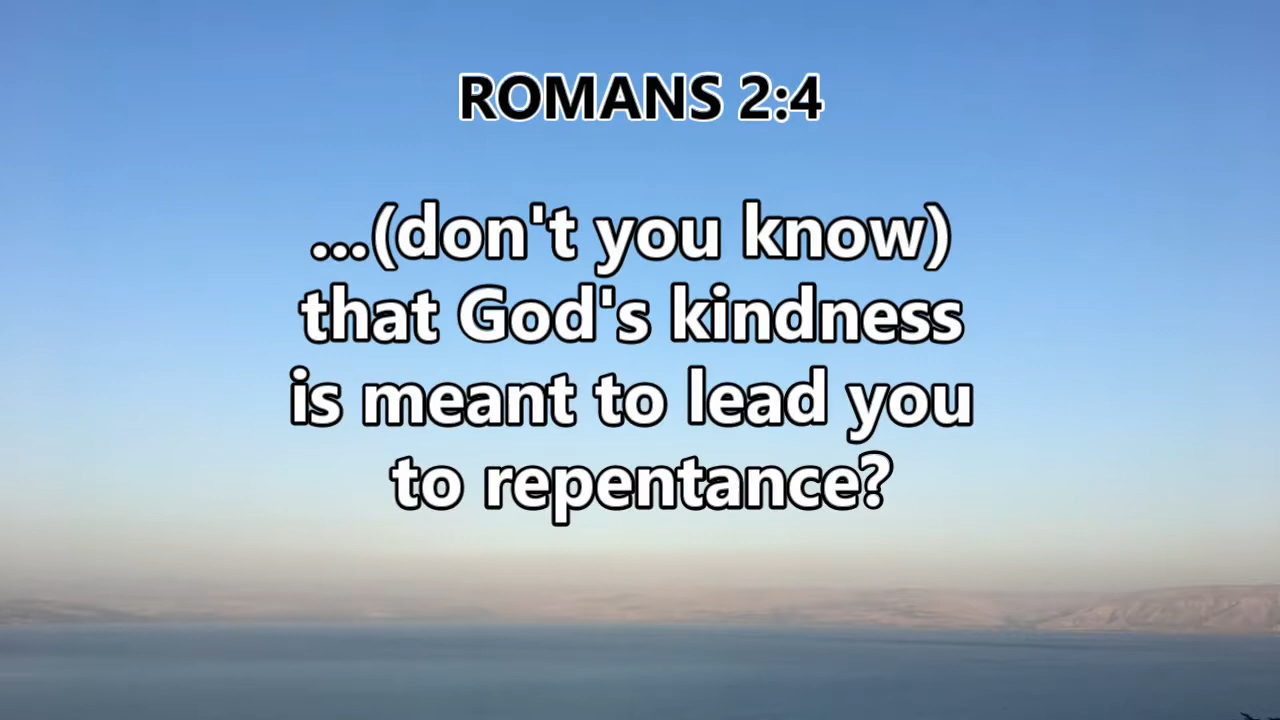 ROMANS 2:4
...(don't you know)
that God's kindness
is meant to lead you
to repentance?